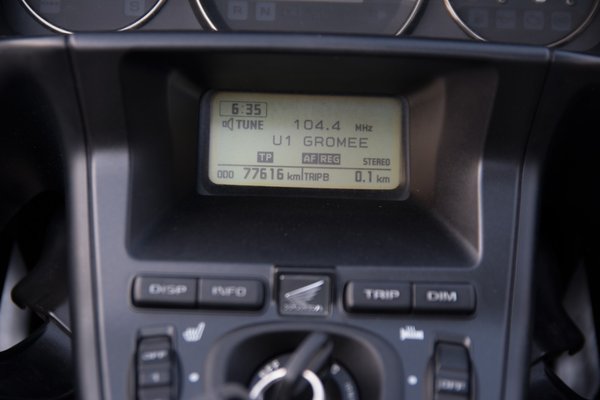 S
R N
6:35
TUNE 104.4 MHz
U1 GROMEE
TP AF REG STEREO
ODO 77616 km TRIP B 0.1 km
DISP INFO TRIP DIM
OFF OFF